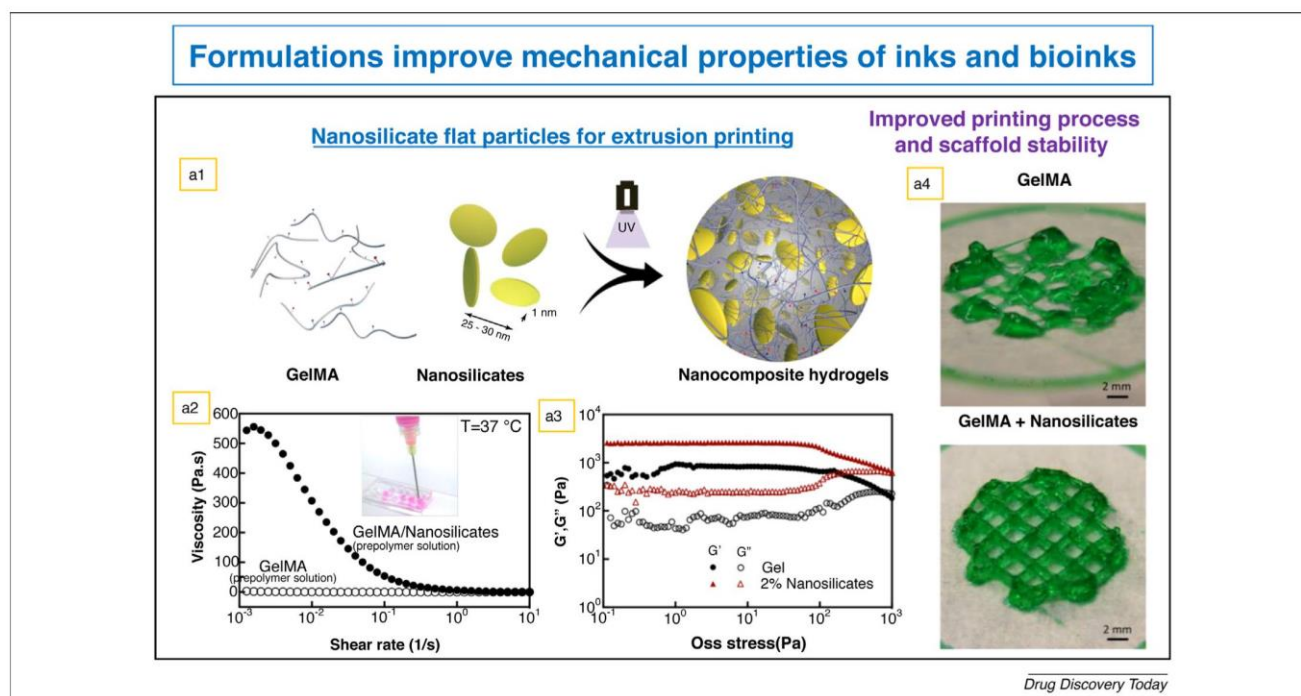 Formulations improve mechanical properties of inks and bioinks
Nanosilicate flat particles for extrusion printing
Improved printing process
and scaffold stability
a1
UV
25 - 30 nm
1 nm
GelMA
Nanosilicates
Nanocomposite hydrogels
a2
Viscosity (Pa.s)
600
500
400
300
200
100
0
T=37 °C
GelMA/Nanosilicates
(prepolymer solution)
GelMA
(prepolymer solution)
10⁻³
10⁻²
10⁻¹
10⁰
10¹
Shear rate (1/s)
a3
G’,G’’ (Pa)
10⁴
10³
10²
10¹
10⁰
G’ G’’
Gel
2% Nanosilicates
10⁻¹
10⁰
10¹
10²
10³
Oss stress(Pa)
a4
GelMA
2 mm
GelMA + Nanosilicates
2 mm
Drug Discovery Today